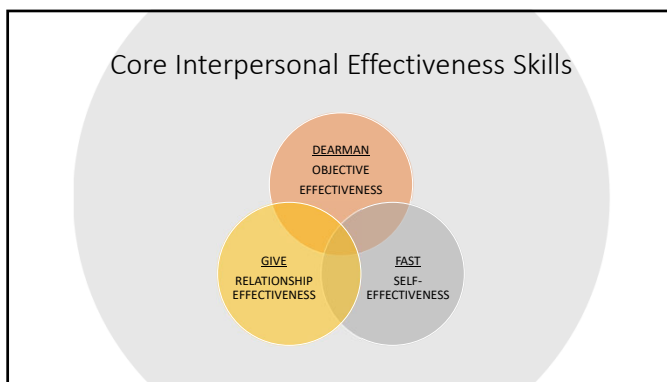 Core Interpersonal Effectiveness Skills
DEARMAN
OBJECTIVE
EFFECTIVENESS
GIVE
RELATIONSHIP
EFFECTIVENESS
FAST
SELF-
EFFECTIVENESS